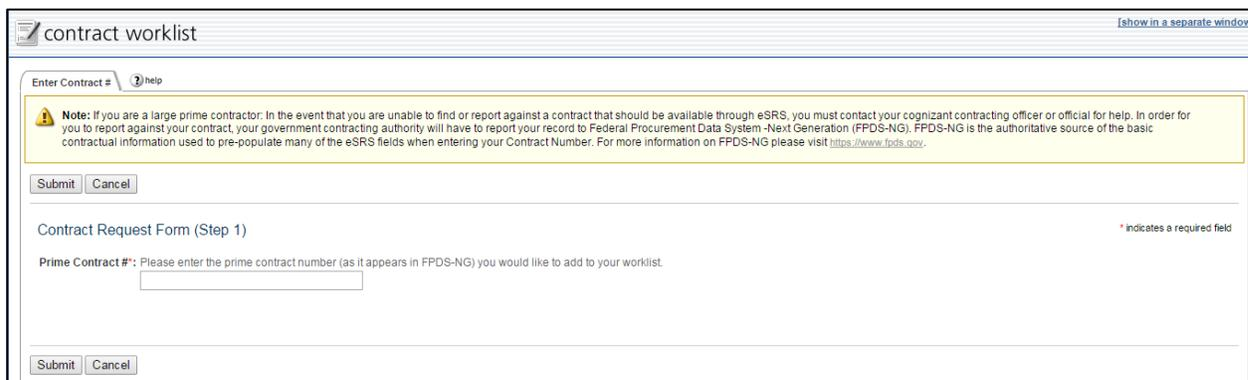 contract worklist
[show in a separate window
Enter Contract # help
Note: If you are a large prime contractor: In the event that you are unable to find or report against a contract that should be available through eSRS, you must contact your cognizant contracting officer or official for help. In order for
you to report against your contract, your government contracting authority will have to report your record to Federal Procurement Data System -Next Generation (FPDS-NG). FPDS-NG is the authoritative source of the basic
contractual information used to pre-populate many of the eSRS fields when entering your Contract Number. For more information on FPDS-NG please visit https://www.fpds.gov.
Submit Cancel
Contract Request Form (Step 1)
* indicates a required field
Prime Contract #*: Please enter the prime contract number (as it appears in FPDS-NG) you would like to add to your worklist.
Submit Cancel